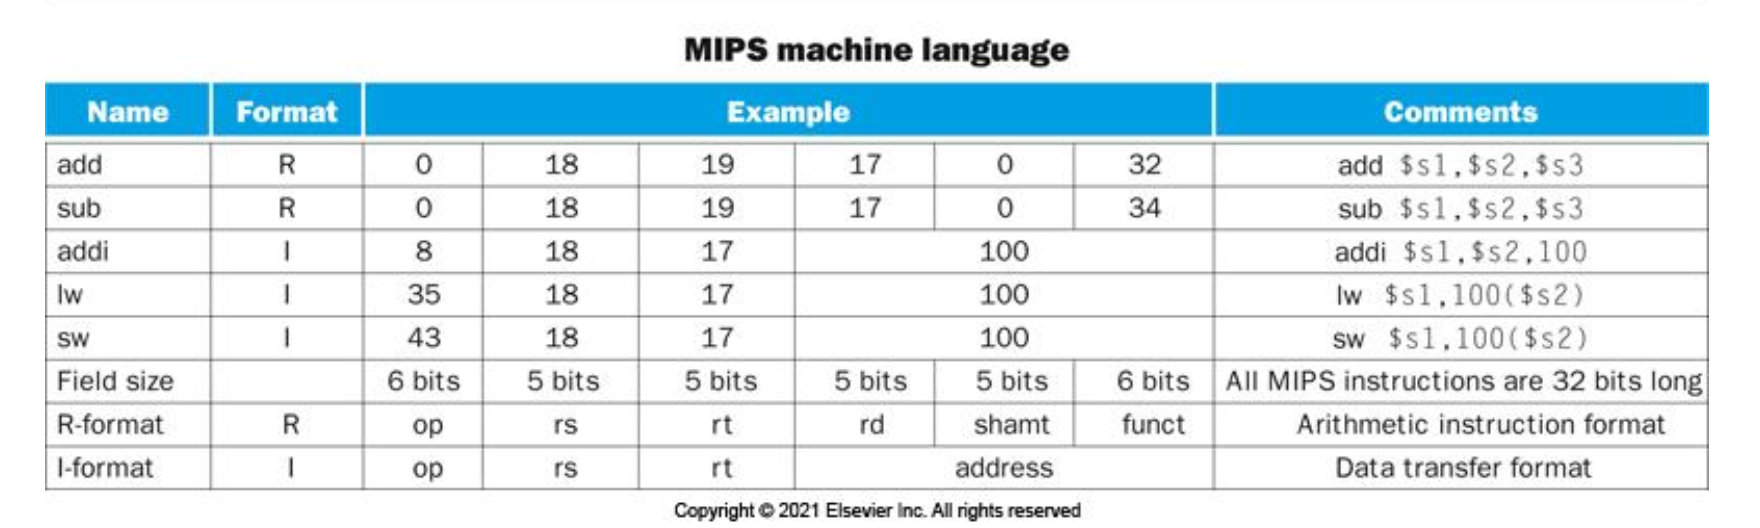 MIPS machine language
Name Format Example Comments
add R 0 18 19 17 0 32 add $s1,$s2,$s3
sub R 0 18 19 17 0 34 sub $s1,$s2,$s3
addi I 8 18 17 100 addi $s1,$s2,100
lw I 35 18 17 100 lw $s1,100($s2)
sw I 43 18 17 100 sw $s1,100($s2)
Field size 6 bits 5 bits 5 bits 5 bits 5 bits 6 bits All MIPS instructions are 32 bits long
R-format R op rs rt rd shamt funct Arithmetic instruction format
I-format I op rs rt address Data transfer format
Copyright © 2021 Elsevier Inc. All rights reserved